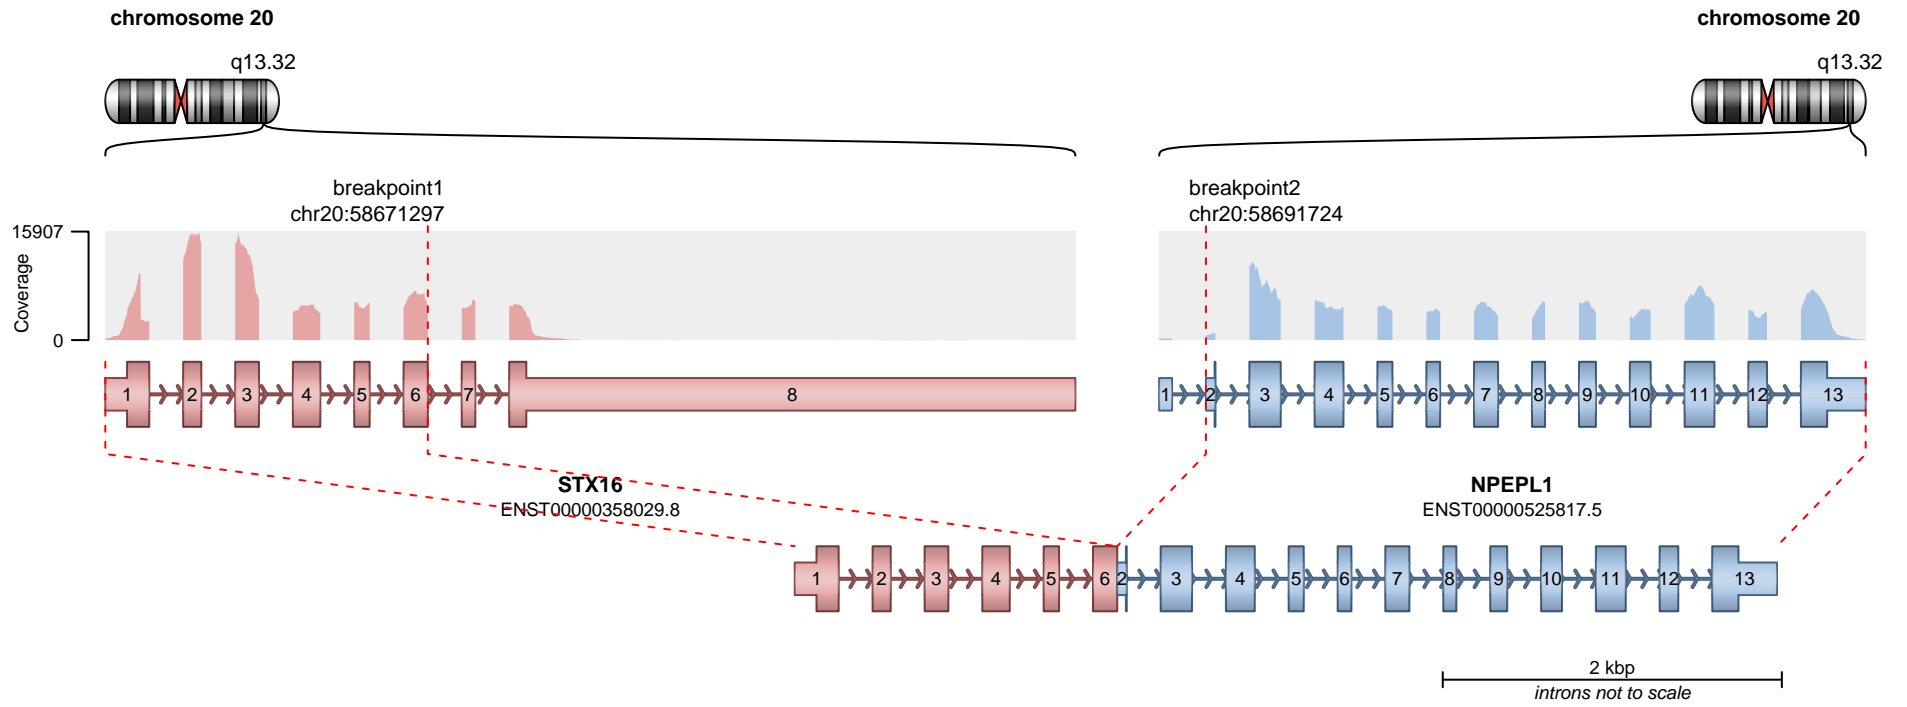 chromosome 20
chromosome 20
q13.32
q13.32
breakpoint1
chr20:58671297
breakpoint2
chr20:58691724
15907
0
Coverage
1 2 3 4 5 6 7 8
1 2 3 4 5 6 7 8 9 10 11 12 13
STX16
ENST00000358029.8
NPEPL1
ENST00000525817.5
1 2 3 4 5 6 2 3 4 5 6 7 8 9 10 11 12 13
2 kbp
introns not to scale